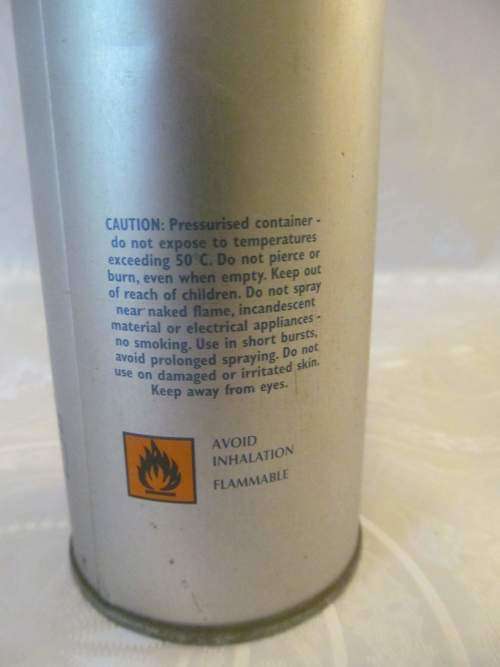 CAUTION: Pressurised container -
do not expose to temperatures
exceeding 50°C. Do not pierce or
burn, even when empty. Keep out
of reach of children. Do not spray
near naked flame, incandescent
material or electrical appliances -
no smoking. Use in short bursts,
avoid prolonged spraying. Do not
use on damaged or irritated skin.
Keep away from eyes.
AVOID
INHALATION
FLAMMABLE